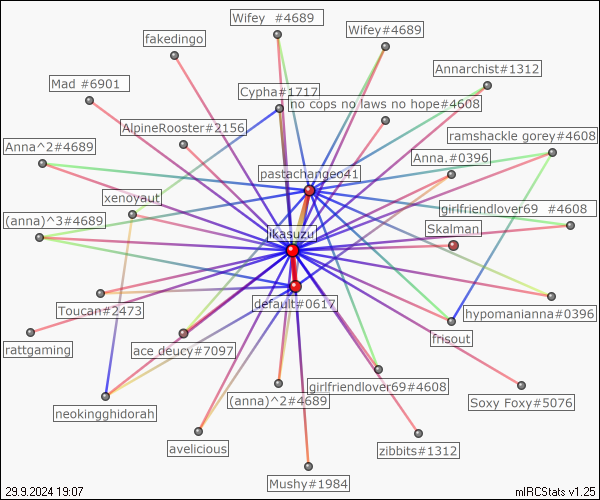 Wifey  #4689
Wifey#4689
fakedingo
Annarchist#1312
Mad #6901
Cypha#1717
no cops no laws no hope#4608
AlpineRooster#2156
ramshackle gorey#4608
Anna^2#4689
Anna.#0396
pastachangeo41
xenoyaut
girlfriendlover69  #4608
(anna)^3#4689
Skalman.
ikasuzu
default#0617
Toucan#2473
hypomanianna#0396
frisout
rattgaming
ace deucy#7097
girlfriendlover69#4608
(anna)^2#4689
Soxy Foxy#5076
neokingghidorah
avelicious
zibbits#1312
Mushy#1984
29.9.2024 19:07
mIRCStats v1.25